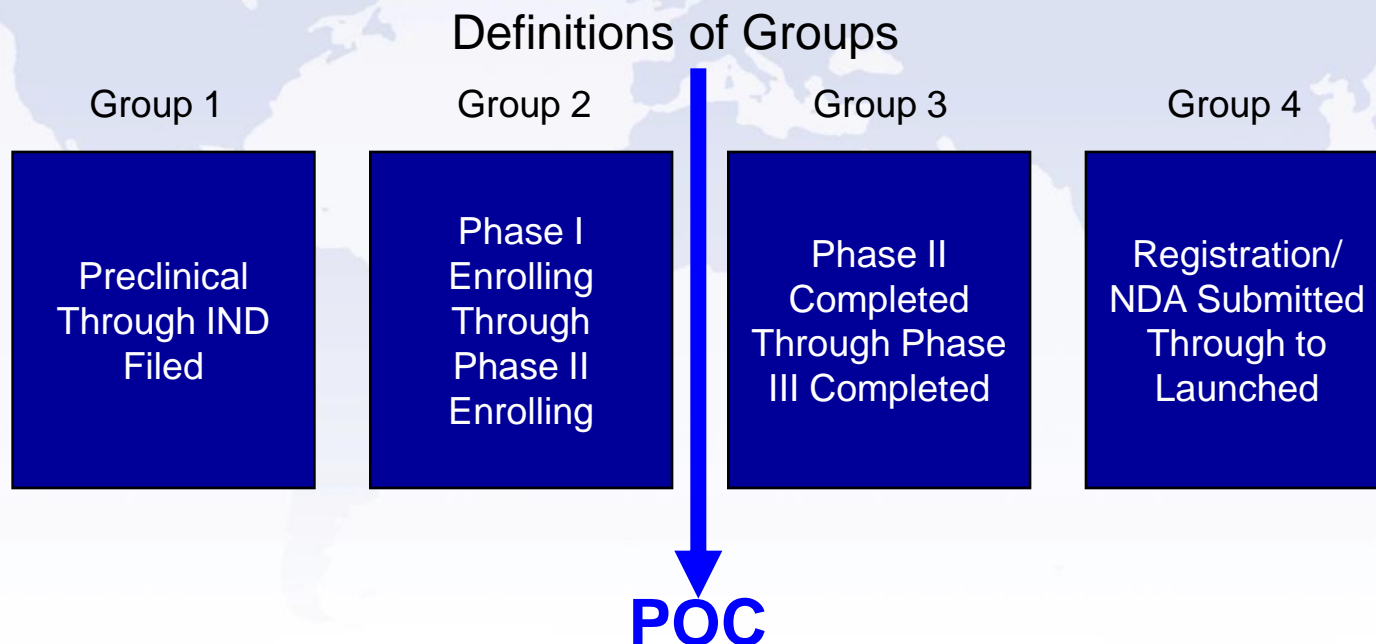 Definitions of Groups
Group 1
Group 2
Group 3
Group 4
Preclinical
Through IND
Filed
Phase I
Enrolling
Through
Phase II
Enrolling
Phase II
Completed
Through Phase
III Completed
Registration/
NDA Submitted
Through to
Launched
POC